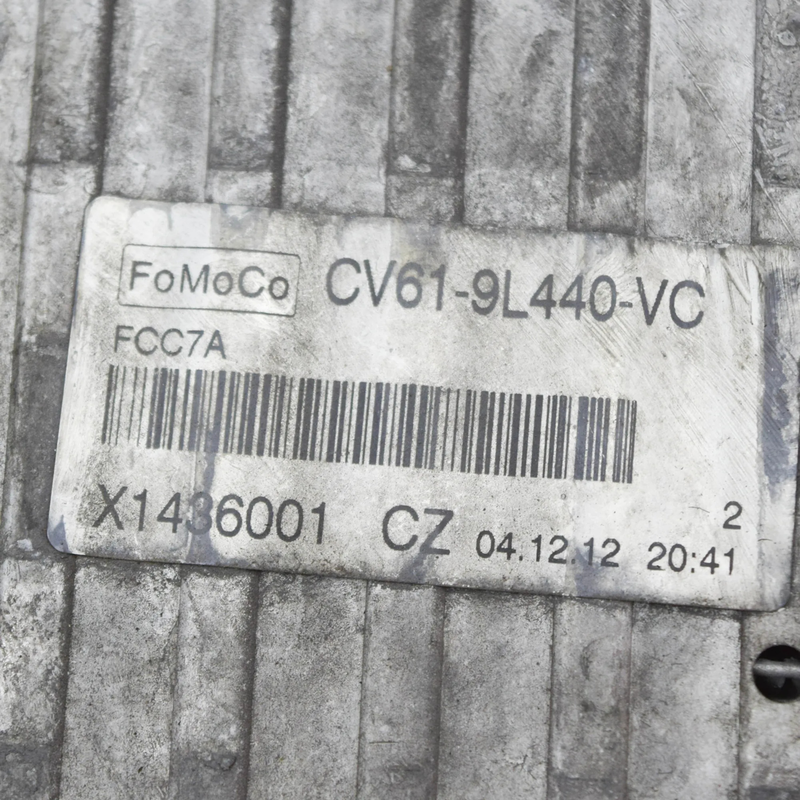 FoMoCo CV61-9L440-VC
FCC7A
X1436001 CZ 04.12.12 20:41
2